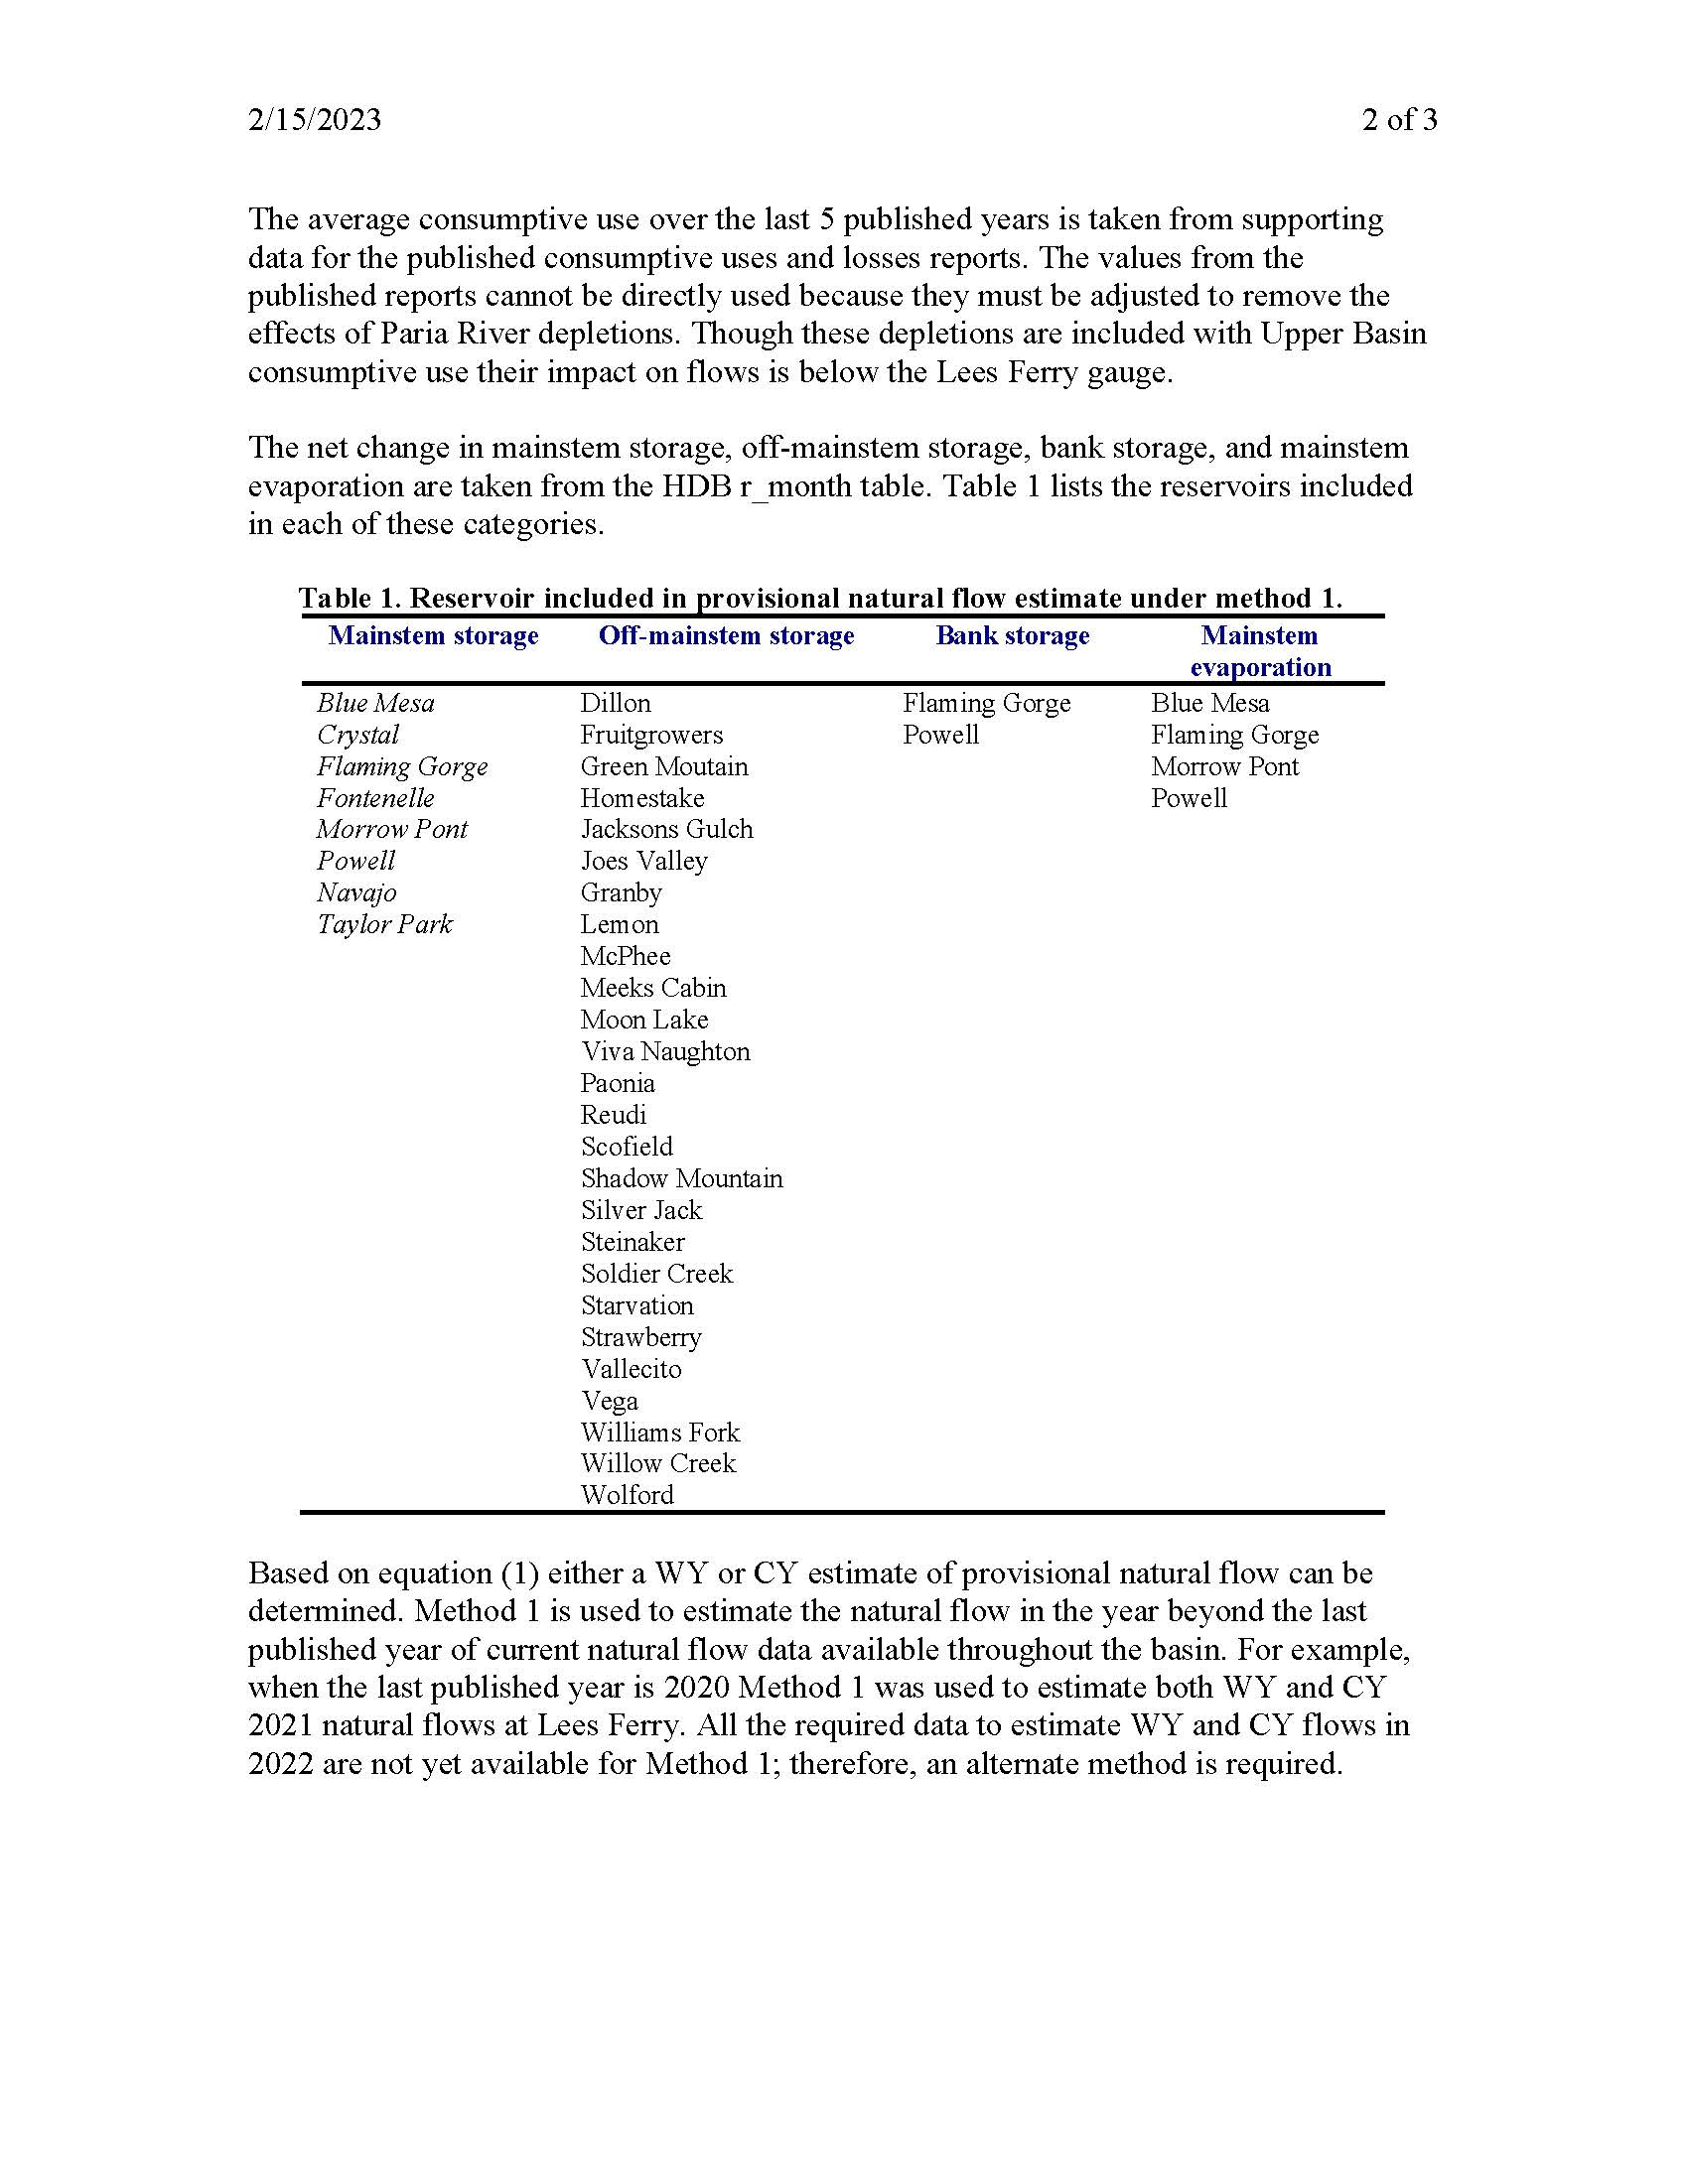 2/15/2023 2 of 3
The average consumptive use over the last 5 published years is taken from supporting
data for the published consumptive uses and losses reports. The values from the
published reports cannot be directly used because they must be adjusted to remove the
effects of Paria River depletions. Though these depletions are included with Upper Basin
consumptive use their impact on flows is below the Lees Ferry gauge.
The net change in mainstem storage, off-mainstem storage, bank storage, and mainstem
evaporation are taken from the HDB r_month table. Table 1 lists the reservoirs included
in each of these categories.
Table 1. Reservoir included in provisional natural flow estimate under method 1.
Mainstem storage Off-mainstem storage Bank storage Mainstem
evaporation
Blue Mesa Dillon Flaming Gorge Blue Mesa
Crystal Fruitgrowers Powell Flaming Gorge
Flaming Gorge Green Moutain Morrow Pont
Fontenelle Homestake Powell
Morrow Pont Jacksons Gulch
Powell Joes Valley
Navajo Granby
Taylor Park Lemon
McPhee
Meeks Cabin
Moon Lake
Viva Naughton
Paonia
Reudi
Scofield
Shadow Mountain
Silver Jack
Steinaker
Soldier Creek
Starvation
Strawberry
Vallecito
Vega
Williams Fork
Willow Creek
Wolford
Based on equation (1) either a WY or CY estimate of provisional natural flow can be
determined. Method 1 is used to estimate the natural flow in the year beyond the last
published year of current natural flow data available throughout the basin. For example,
when the last published year is 2020 Method 1 was used to estimate both WY and CY
2021 natural flows at Lees Ferry. All the required data to estimate WY and CY flows in
2022 are not yet available for Method 1; therefore, an alternate method is required.